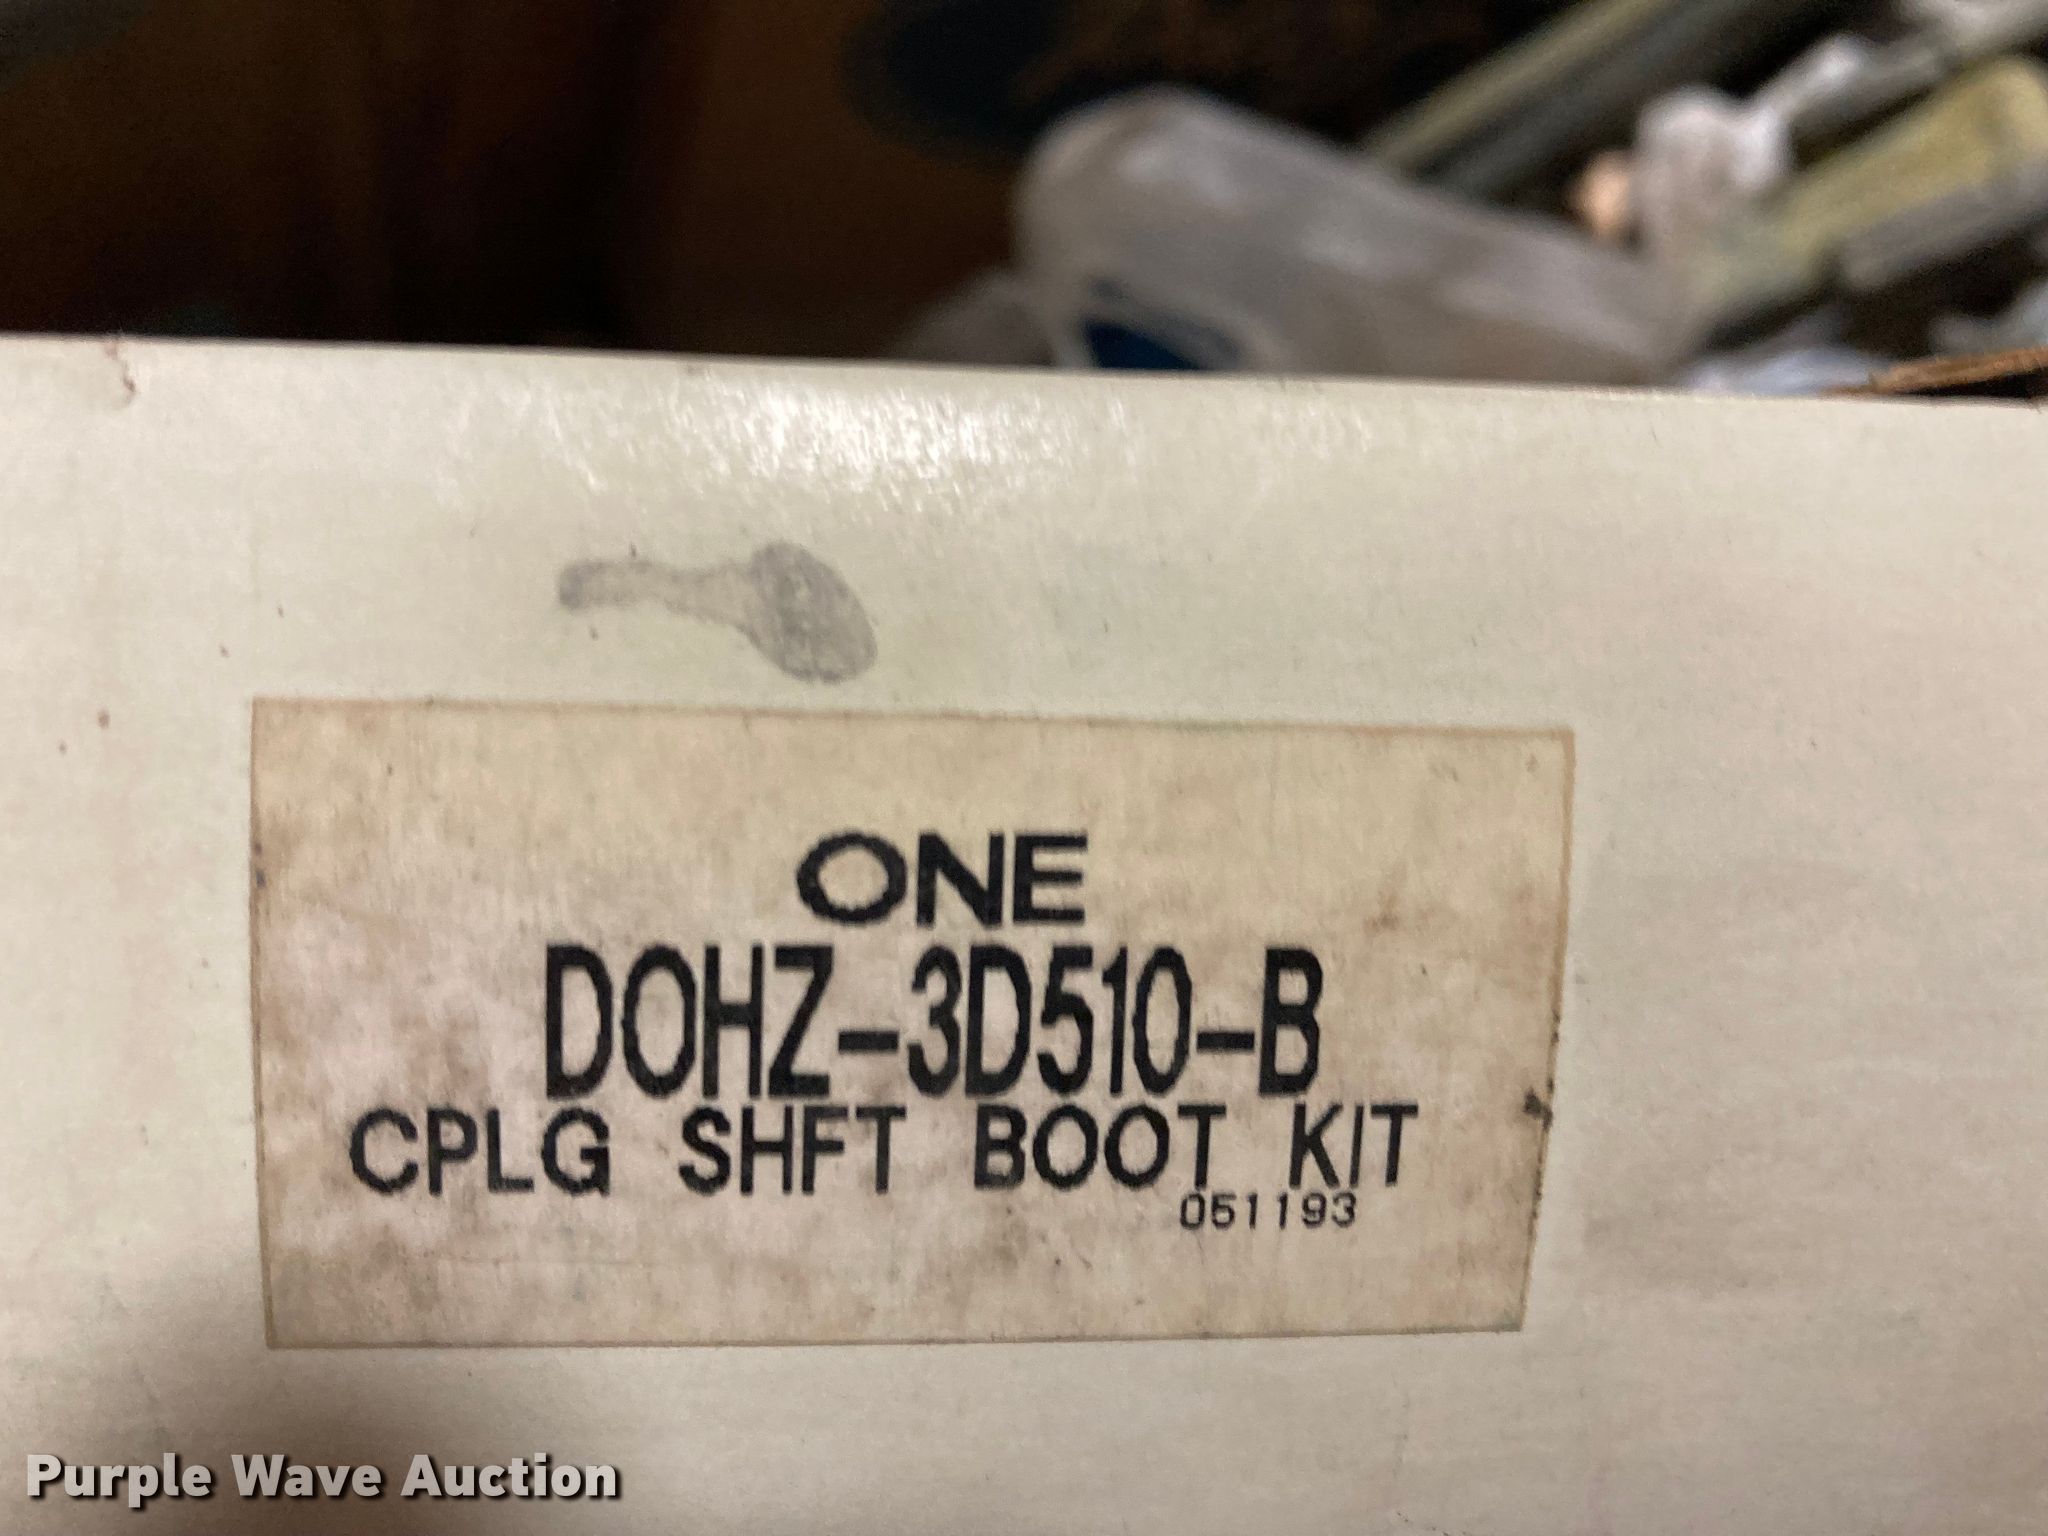 ONE
DOHZ-3D510-B
CPLG SHFT BOOT KIT
051193
Purple Wave Auction